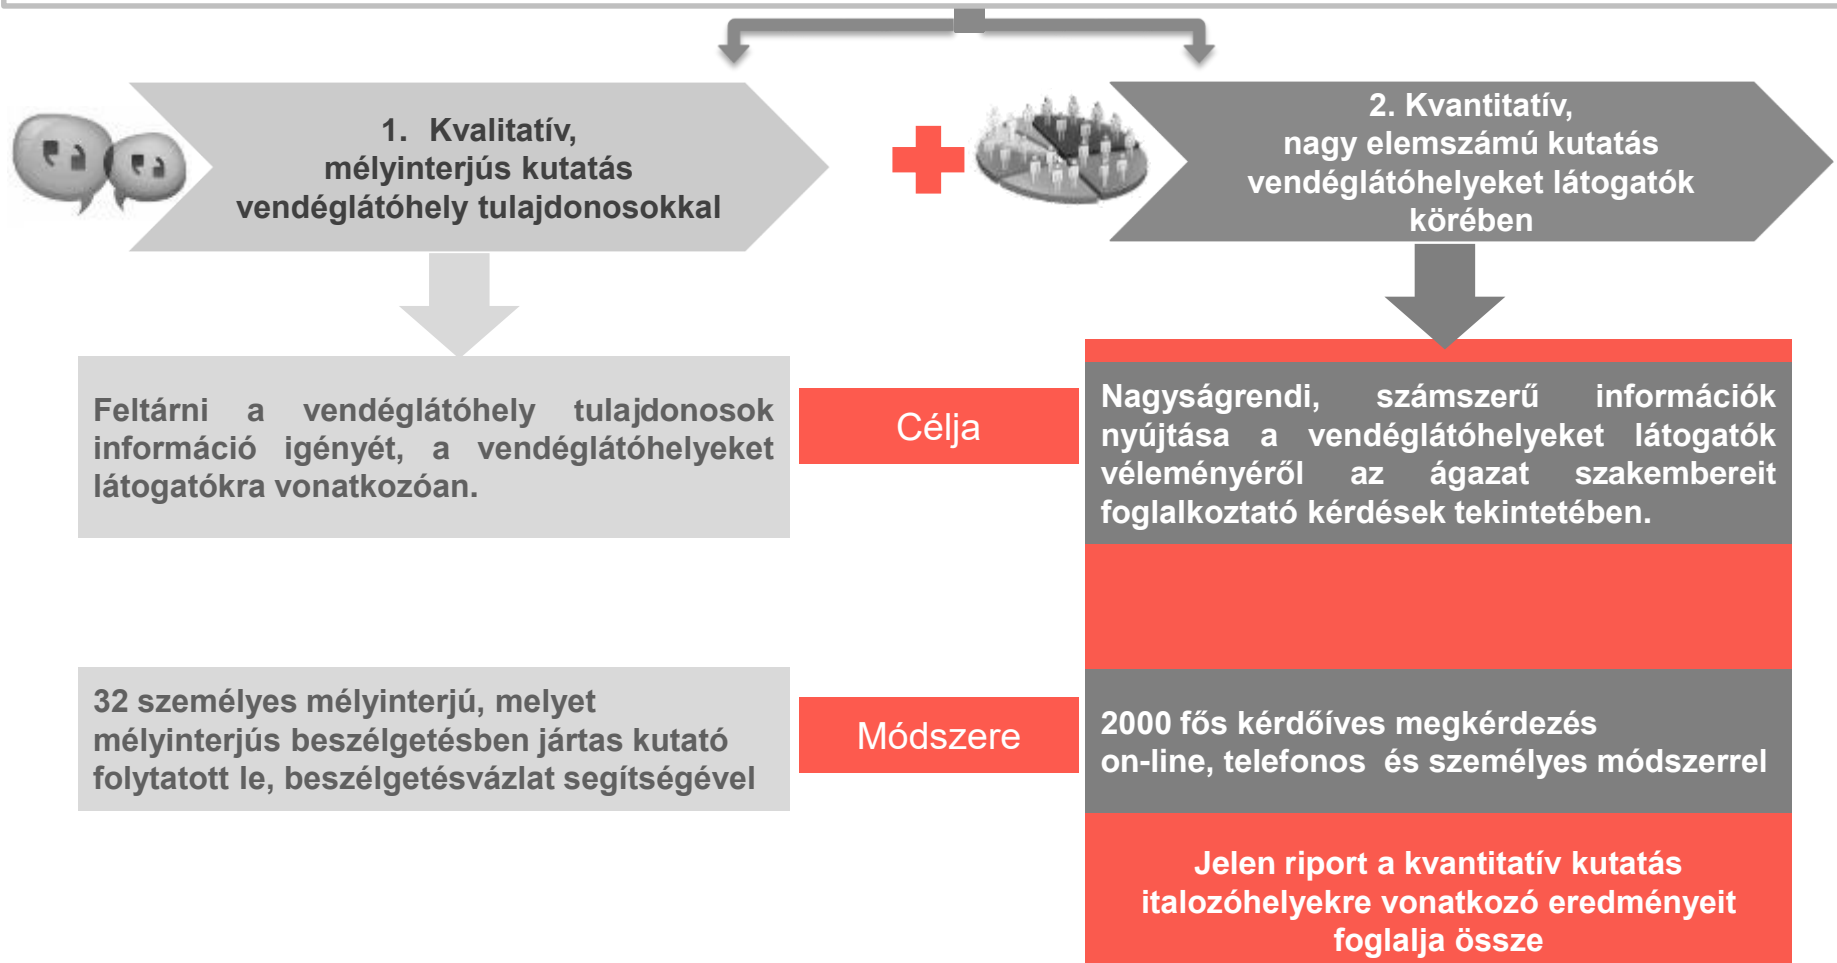 1. Kvalitatív,
mélyinterjús kutatás
vendéglátóhely tulajdonosokkal
2. Kvantitatív,
nagy elemszámú kutatás
vendéglátóhelyeket látogatók
körében
Feltárni a vendéglátóhely tulajdonosok
információ igényét, a vendéglátóhelyeket
látogatókra vonatkozóan.
Célja
Nagyságrendi, számszerű információk
nyújtása a vendéglátóhelyeket látogatók
véleményéről az ágazat szakembereit
foglalkoztató kérdések tekintetében.
32 személyes mélyinterjú, melyet
mélyinterjús beszélgetésben jártas kutató
folytatott le, beszélgetésvázlat segítségével
Módszere
2000 fős kérdőíves megkérdezés
on-line, telefonos és személyes módszerrel
Jelen riport a kvantitatív kutatás
italozóhelyekre vonatkozó eredményeit
foglalja össze